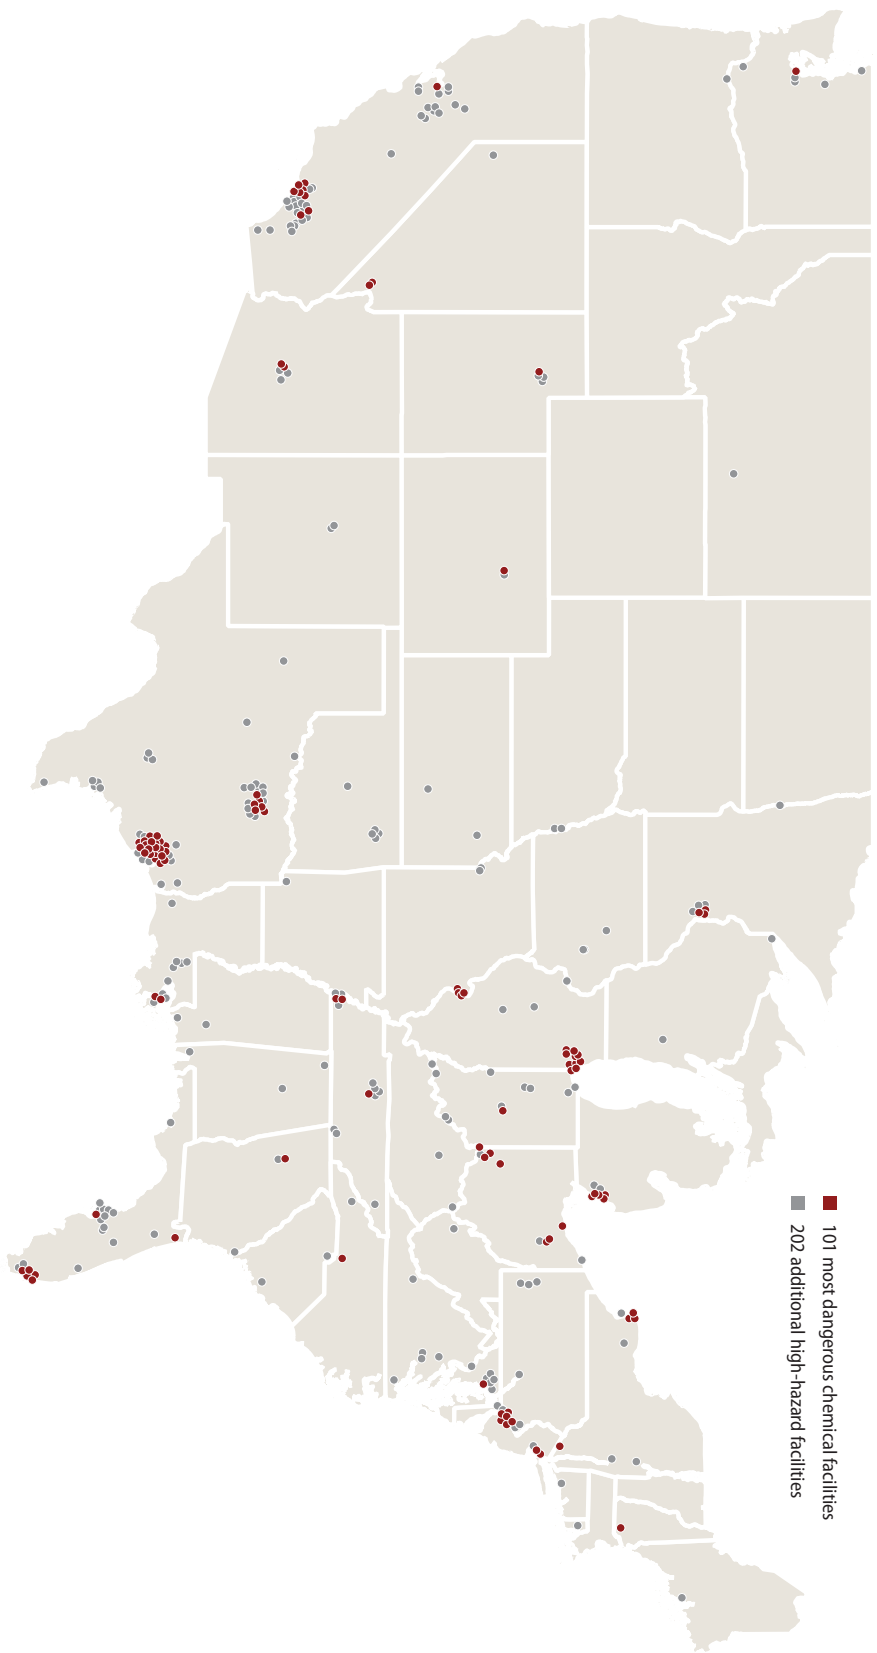 101 most dangerous chemical facilities
202 additional high-hazard facilities